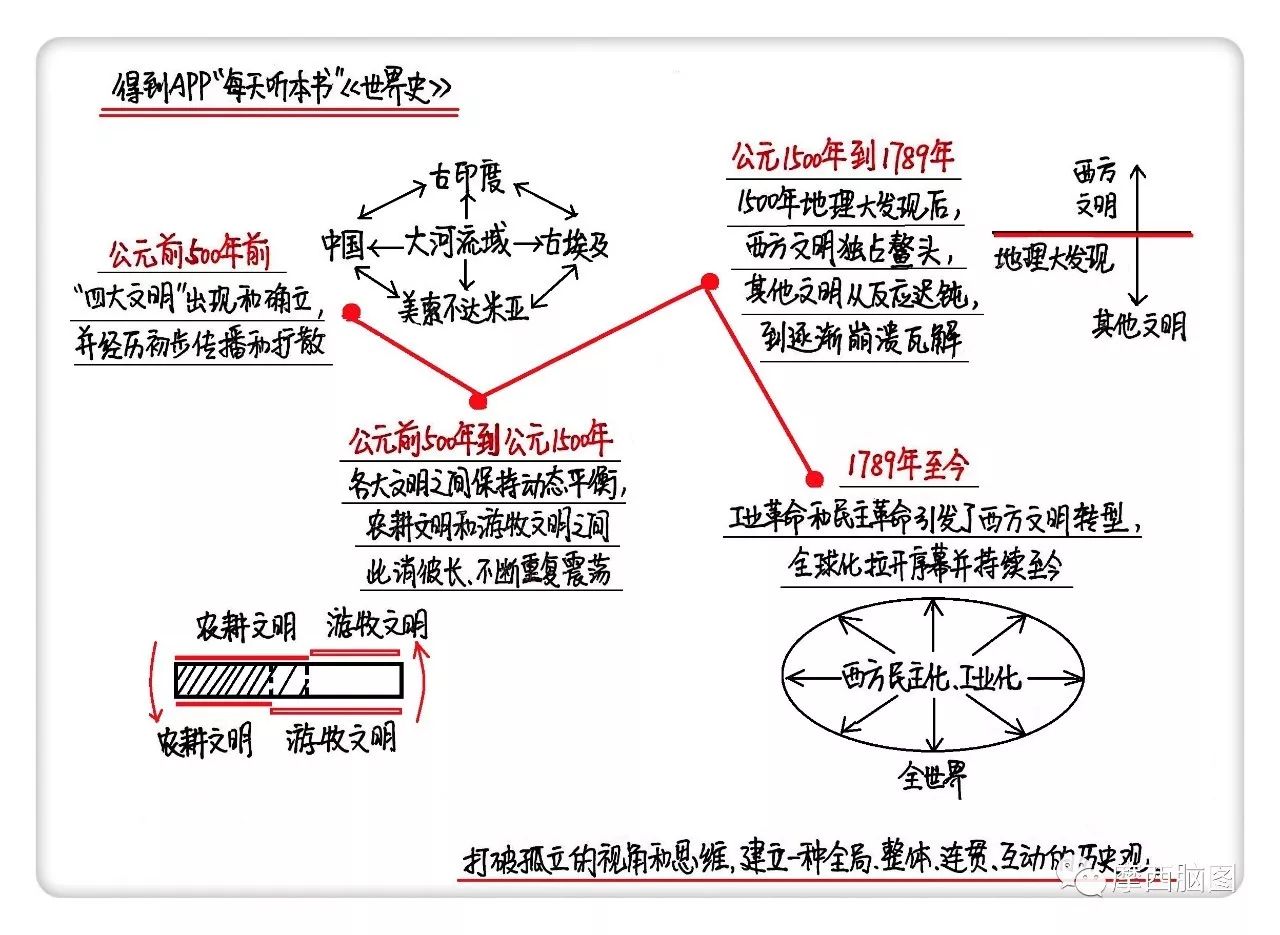 得到APP“每天听本书”《世界史》
公元前500年前
“四大文明”出现和确立,
并经历初步传播和扩散
古印度
中国
大河流域
古埃及
美索不达米亚
公元前500年到公元1500年
各大文明之间保持动态平衡,
农耕文明和游牧文明之间
此消彼长、不断重复震荡
农耕文明
游牧文明
农耕文明
游牧文明
公元1500年到1789年
1500年地理大发现后,
西方文明独占鳌头,
其他文明从反应迟钝,
到逐渐崩溃瓦解
西方
文明
地理大发现
其他文明
1789年至今
工业革命和民主革命引发了西方文明转型,
全球化拉开序幕并持续至今
西方民主化、工业化
全世界
打破孤立的视角和思维,建立一种全局、整体、连贯、互动的历史观.
摩西脑图